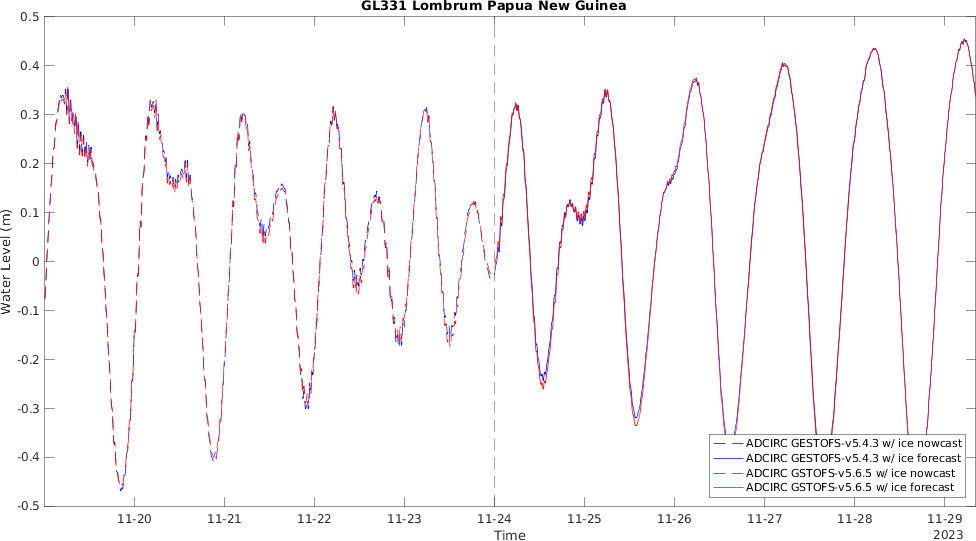 GL331 Lombrum Papua New Guinea
0.5
0.4
0.3
0.2
0.1
0
-0.1
-0.2
-0.3
-0.4
-0.5
Water Level (m)
ADCIRC GESTOFS-v5.4.3 w/ ice nowcast
ADCIRC GESTOFS-v5.4.3 w/ ice forecast
ADCIRC GSTOFS-v5.6.5 w/ ice nowcast
ADCIRC GSTOFS-v5.6.5 w/ ice forecast
11-20 11-21 11-22 11-23 11-24 11-25 11-26 11-27 11-28 11-29
2023
Time